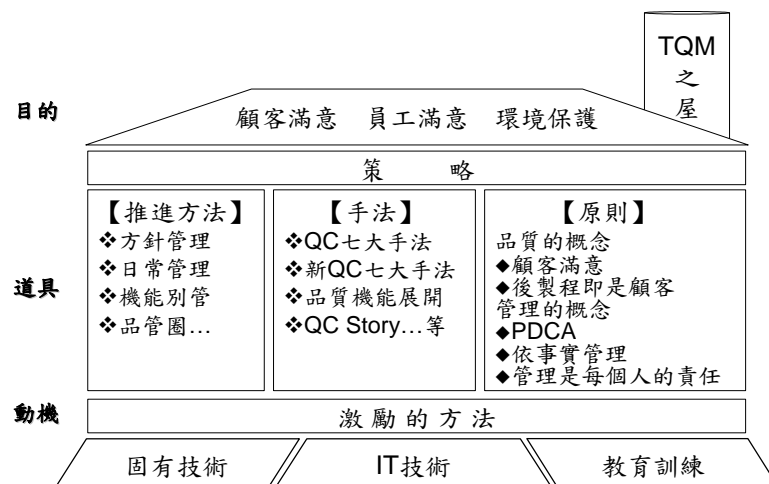 TQM
之
屋
目的
顧客滿意 員工滿意 環境保護
策 略
道具
【推進方法】
❖方針管理
❖日常管理
❖機能別管
❖品管圈…
【手法】
❖QC七大手法
❖新QC七大手法
❖品質機能展開
❖QC Story…等
【原則】
品質的概念
◆顧客滿意
◆後製程即是顧客
管理的概念
◆PDCA
◆依事實管理
◆管理是每個人的責任
動機
激勵的方法
固有技術
IT技術
教育訓練